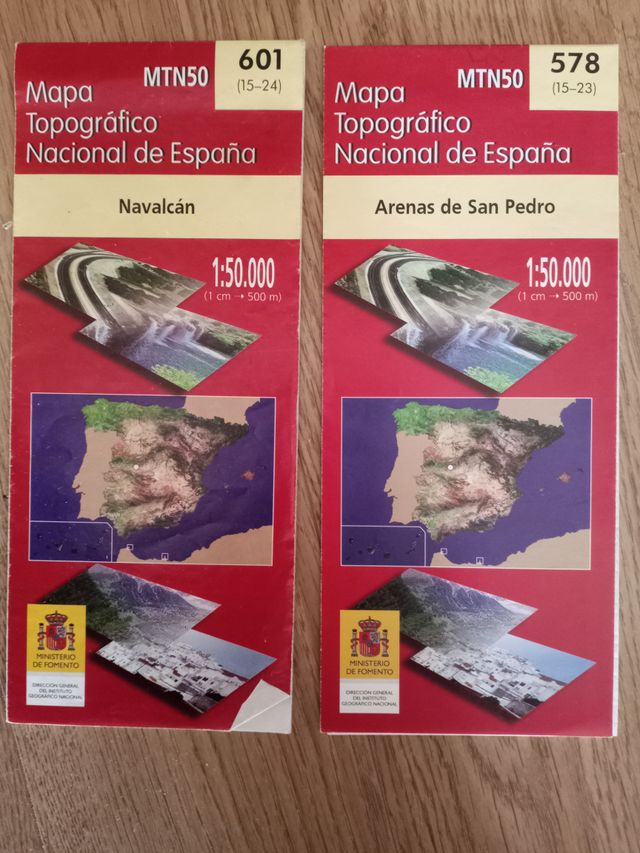 MTN50
601
(15–24)
Mapa
Topográfico
Nacional de España
Navalcán
1:50.000
(1 cm → 500 m)
MINISTERIO
DE FOMENTO
DIRECCIÓN GENERAL
DEL INSTITUTO
GEOGRÁFICO NACIONAL
MTN50
578
(15–23)
Mapa
Topográfico
Nacional de España
Arenas de San Pedro
1:50.000
(1 cm → 500 m)
MINISTERIO
DE FOMENTO
DIRECCIÓN GENERAL
DEL INSTITUTO
GEOGRÁFICO NACIONAL